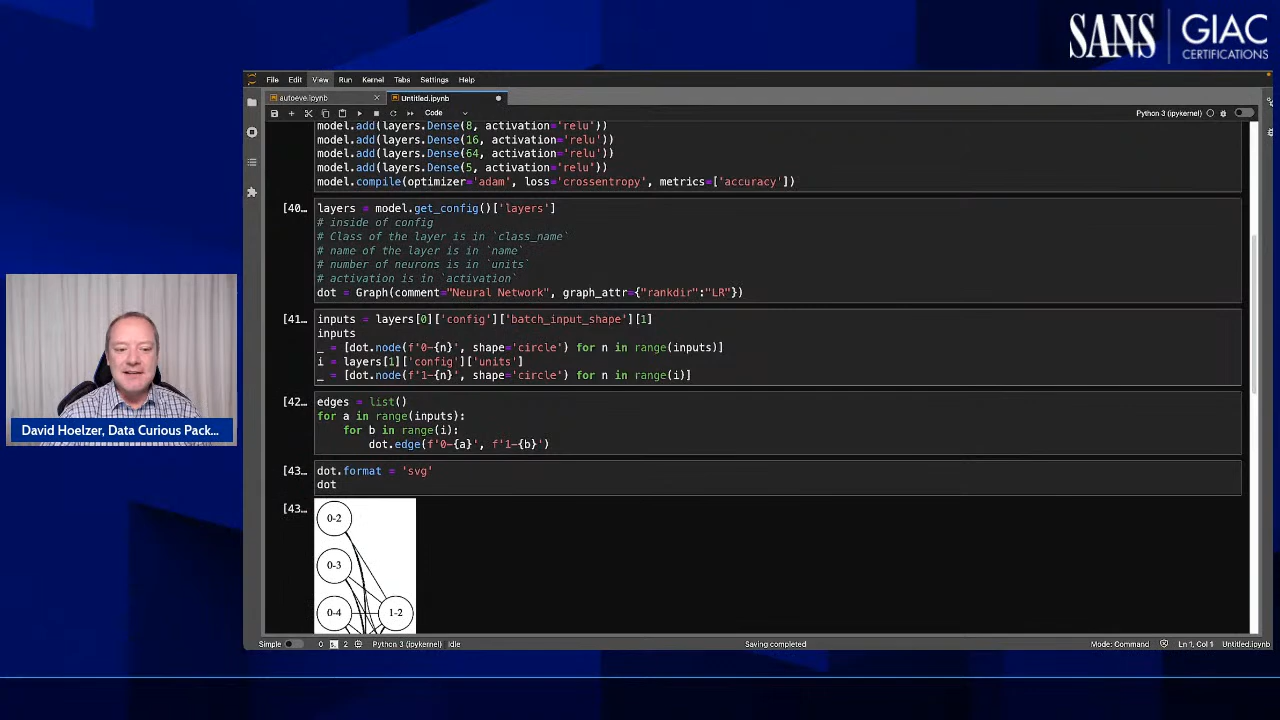 SANS
GIAC
CERTIFICATIONS
File Edit View Run Kernel Tabs Settings Help
autoeve.ipynb
Untitled.ipynb
Code
Python 3 (ipykernel)
model.add(layers.Dense(8, activation='relu'))
model.add(layers.Dense(16, activation='relu'))
model.add(layers.Dense(64, activation='relu'))
model.add(layers.Dense(5, activation='relu'))
model.compile(optimizer='adam', loss='crossentropy', metrics=['accuracy'])
[40…
layers = model.get_config()['layers']
# inside of config
# Class of the layer is in `class_name`
# name of the layer is in `name`
# number of neurons is in `units`
# activation is in `activation`
dot = Graph(comment="Neural Network", graph_attr={"rankdir":"LR"})
[41…
inputs = layers[0]['config']['batch_input_shape'][1]
inputs
_ = [dot.node(f'0-{n}', shape='circle') for n in range(inputs)]
i = layers[1]['config']['units']
_ = [dot.node(f'1-{n}', shape='circle') for n in range(i)]
[42…
edges = list()
for a in range(inputs):
for b in range(i):
dot.edge(f'0-{a}', f'1-{b}')
[43…
dot.format = 'svg'
dot
[43…
0-2
0-3
0-4
1-2
David Hoelzer, Data Curious Pack...
Simple
0
2
Python 3 (ipykernel) Idle
Saving completed
Mode: Command
Ln 1, Col 1
Untitled.ipynb